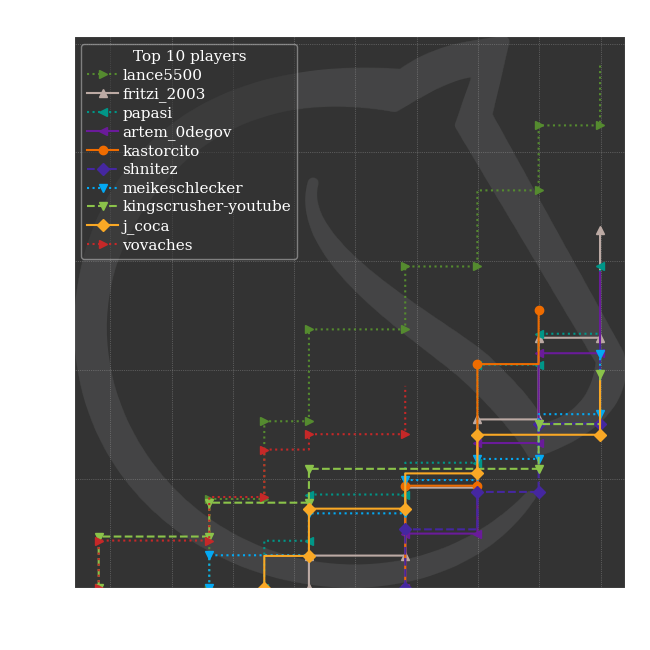 Top 10 players
lance5500
fritzi_2003
papasi
artem_0degov
kastorcito
shnitez
meikeschlecker
kingscrusher-youtube
j_coca
vovaches